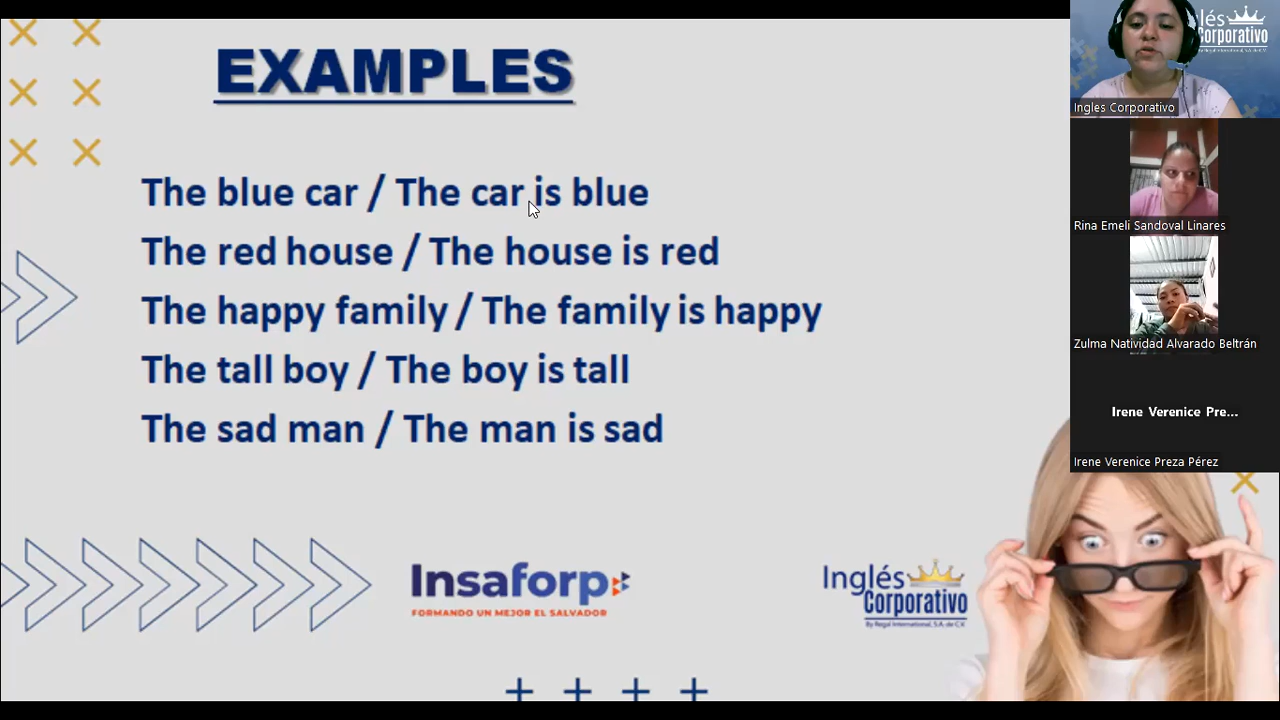 EXAMPLES
The blue car / The car is blue
The red house / The house is red
The happy family / The family is happy
The tall boy / The boy is tall
The sad man / The man is sad
Insaforp
FORMANDO UN MEJOR EL SALVADOR
Inglés
Corporativo
By Regal International, S.A. de C.V.
lés
Corporativo
Ingles Corporativo
Rina Emeli Sandoval Linares
Zulma Natividad Alvarado Beltrán
Irene Verenice Pre...
Irene Verenice Preza Pérez